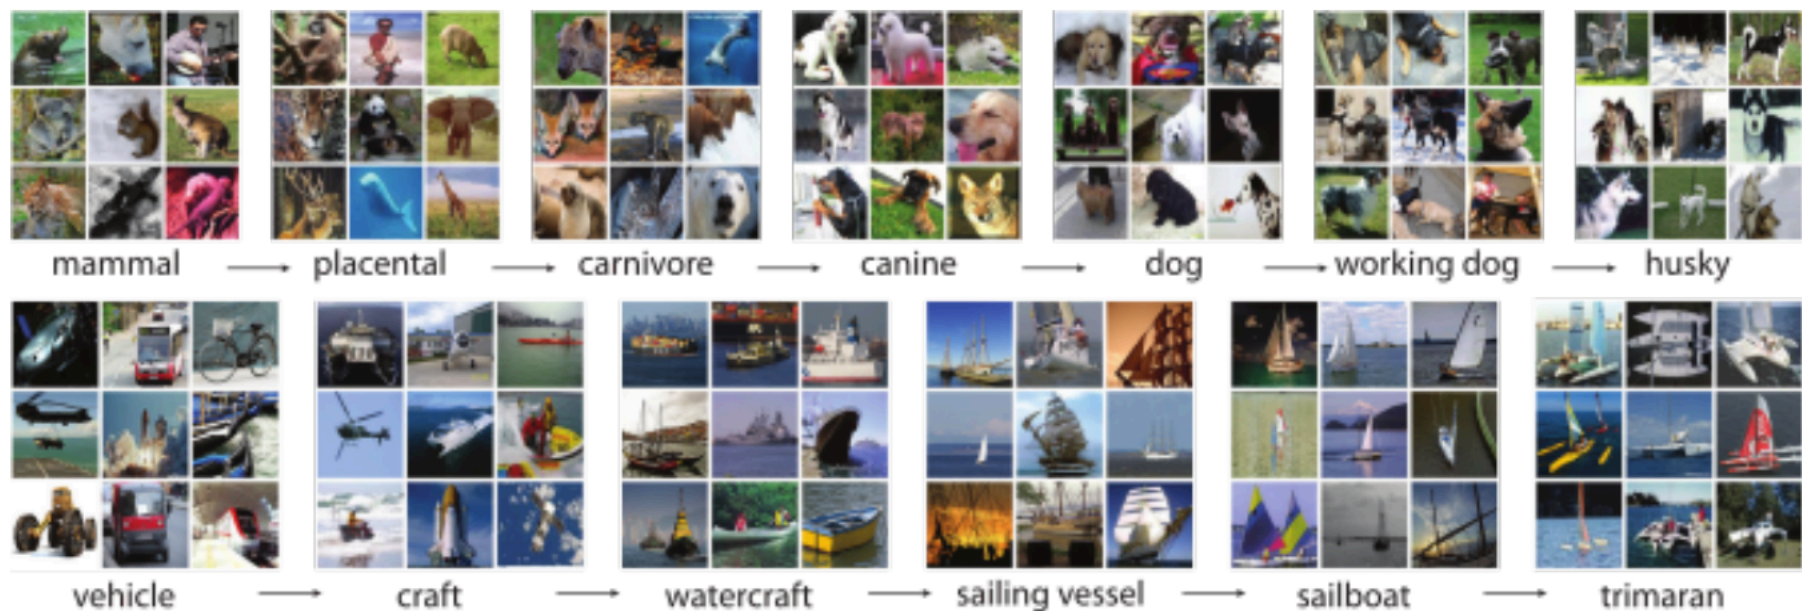 mammal → placental → carnivore → canine → dog → working dog → husky
vehicle → craft → watercraft → sailing vessel → sailboat → trimaran